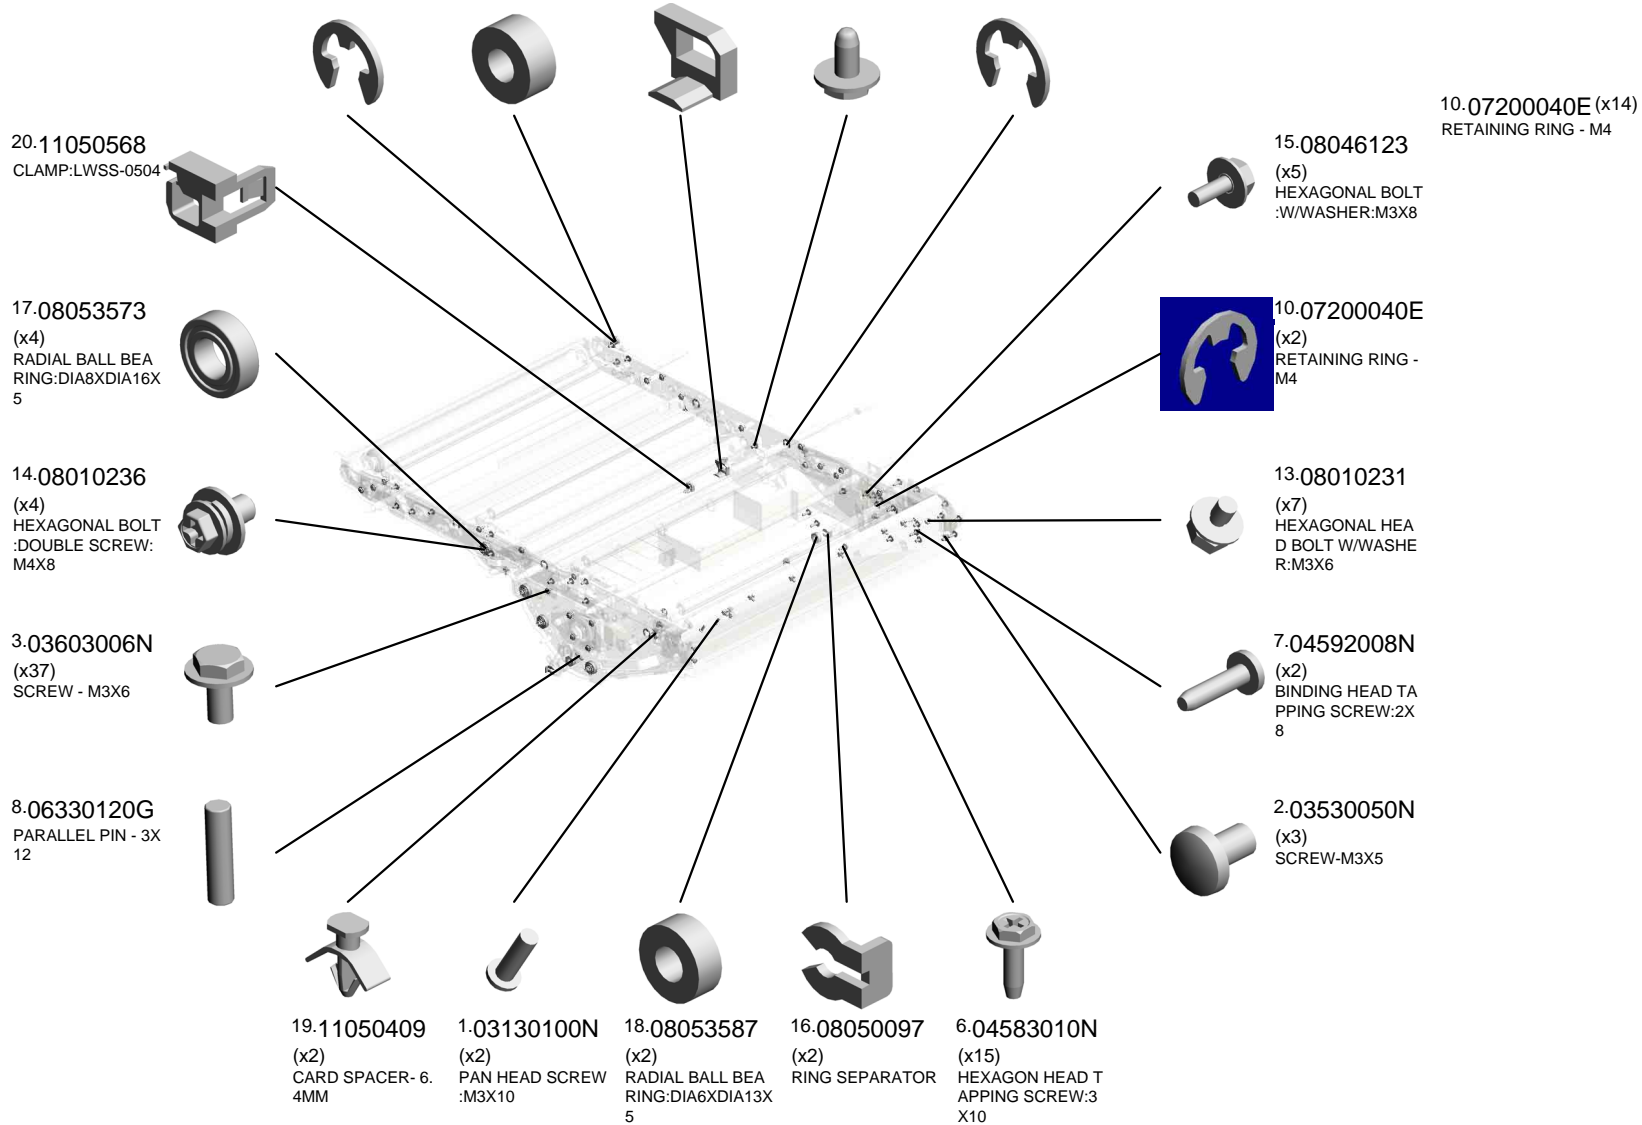 10.07200040E (x14)
RETAINING RING - M4
20.11050568
CLAMP:LWSS-0504
15.08046123
(x5)
HEXAGONAL BOLT
:W/WASHER:M3X8
17.08053573
(x4)
RADIAL BALL BEA
RING:DIA8XDIA16X
5
10.07200040E
(x2)
RETAINING RING -
M4
14.08010236
(x4)
HEXAGONAL BOLT
:DOUBLE SCREW:
M4X8
13.08010231
(x7)
HEXAGONAL HEA
D BOLT W/WASHE
R:M3X6
3.03603006N
(x37)
SCREW - M3X6
7.04592008N
(x2)
BINDING HEAD TA
PPING SCREW:2X
8
8.06330120G
PARALLEL PIN - 3X
12
2.03530050N
(x3)
SCREW-M3X5
19.11050409
(x2)
CARD SPACER- 6.
4MM
1.03130100N
(x2)
PAN HEAD SCREW
:M3X10
18.08053587
(x2)
RADIAL BALL BEA
RING:DIA6XDIA13X
5
16.08050097
(x2)
RING SEPARATOR
6.04583010N
(x15)
HEXAGON HEAD T
APPING SCREW:3
X10